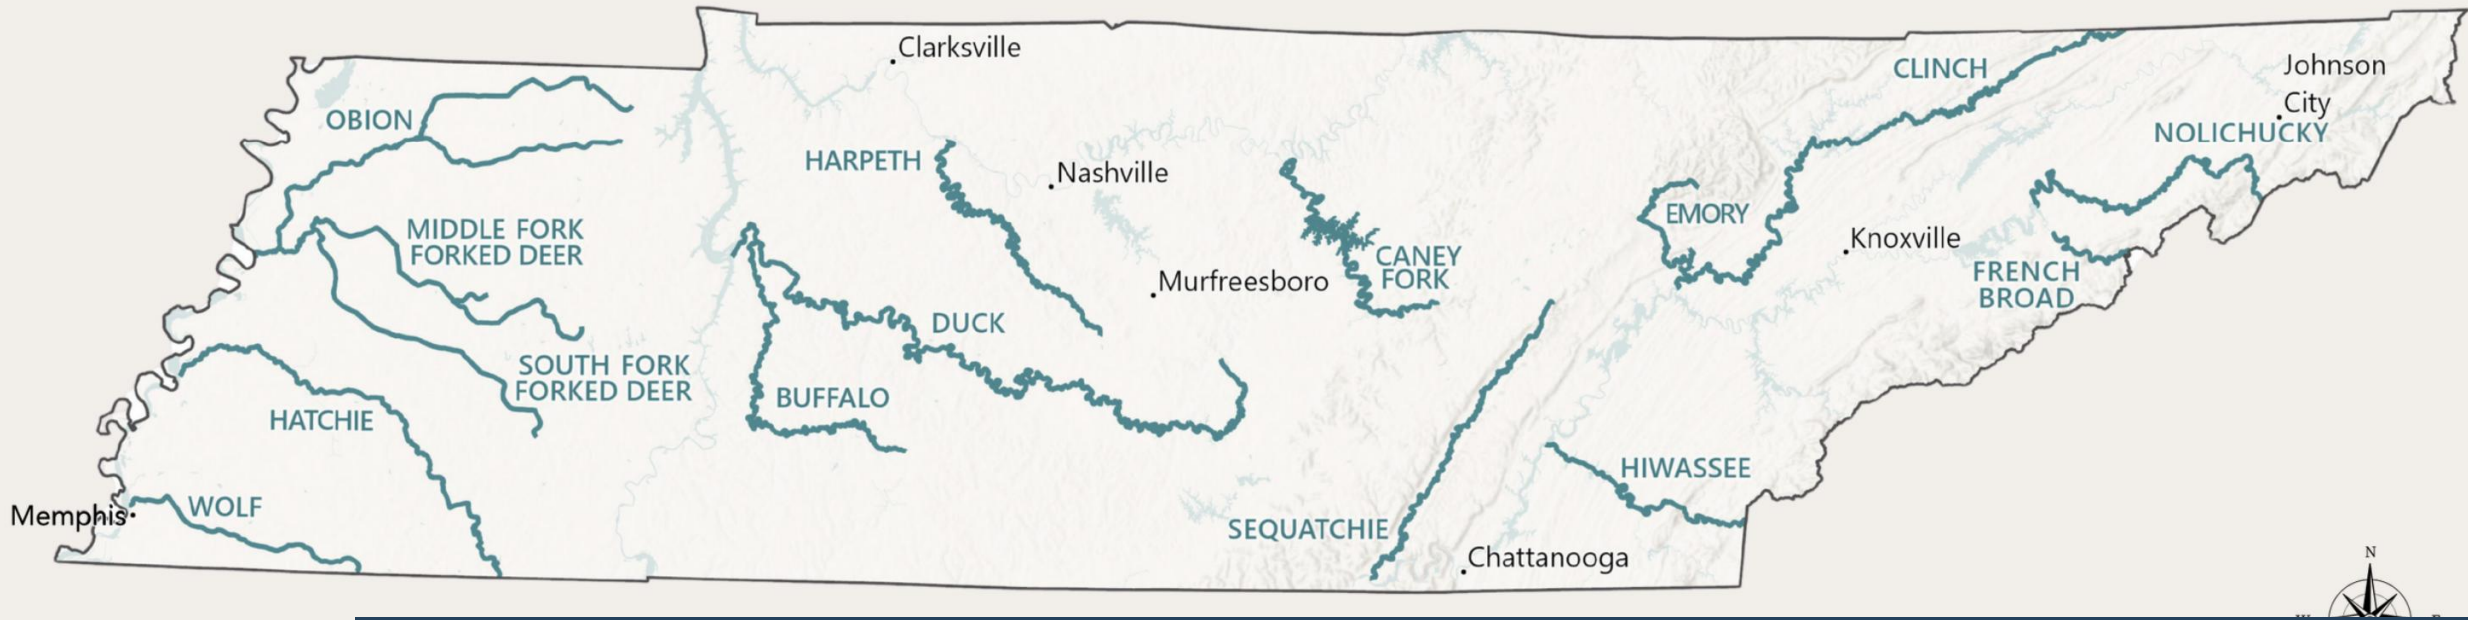 Clarksville
CLINCH
Johnson
City
OBION
NOLICHUCKY
HARPETH
Nashville
MIDDLE FORK
FORKED DEER
EMORY
Knoxville
CANEY
FORK
FRENCH
BROAD
Murfreesboro
DUCK
SOUTH FORK
FORKED DEER
BUFFALO
HATCHIE
HIWASSEE
WOLF
Memphis
SEQUATCHIE
Chattanooga
N